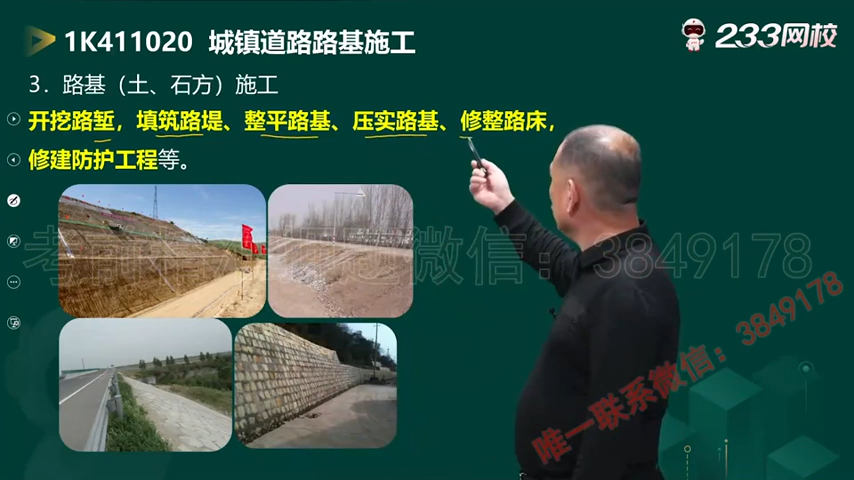 1K411020 城镇道路路基施工
233网校
3. 路基（土、石方）施工
开挖路堑，填筑路堤、整平路基、压实路基、修整路床，
修建防护工程等。
微信：3849178
唯一联系微信：3849178